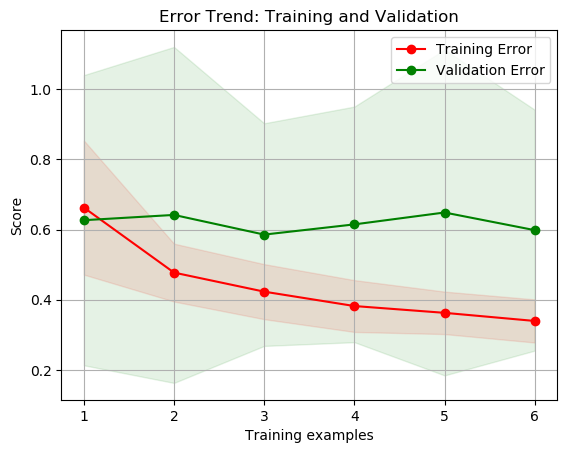 Error Trend: Training and Validation
Training Error
Validation Error
Score
1.0
0.8
0.6
0.4
0.2
1 2 3 4 5 6
Training examples